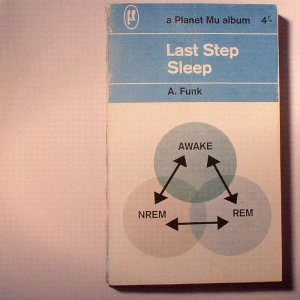 a Planet Mu album 4'-
Last Step
Sleep
A. Funk
AWAKE
NREM REM